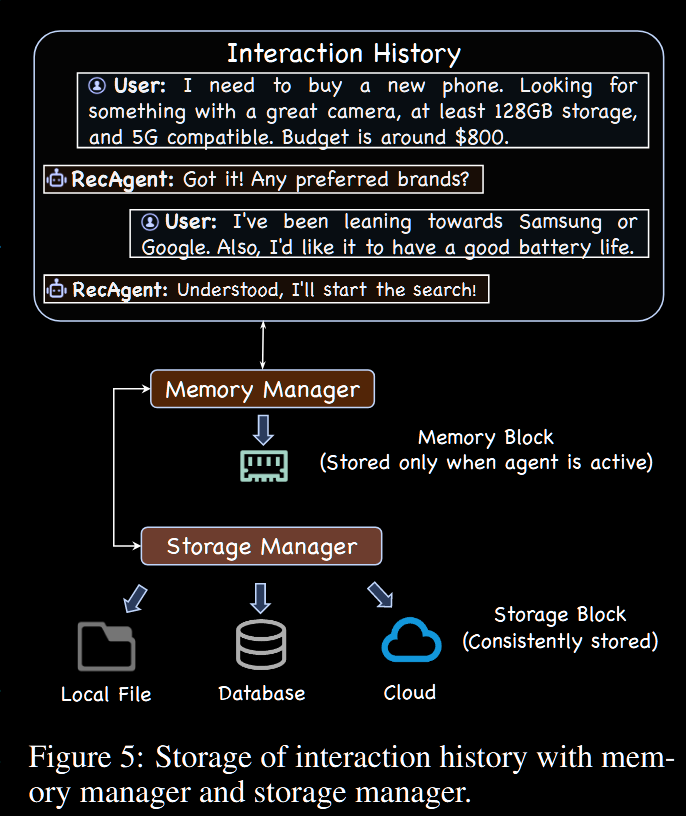 Interaction History
User: I need to buy a new phone. Looking for
something with a great camera, at least 128GB storage,
and 5G compatible. Budget is around $800.
RecAgent: Got it! Any preferred brands?
User: I've been leaning towards Samsung or
Google. Also, I'd like it to have a good battery life.
RecAgent: Understood, I'll start the search!
Memory Manager
Memory Block
(Stored only when agent is active)
Storage Manager
Storage Block
(Consistently stored)
Local File
Database
Cloud
Figure 5: Storage of interaction history with mem-
ory manager and storage manager.